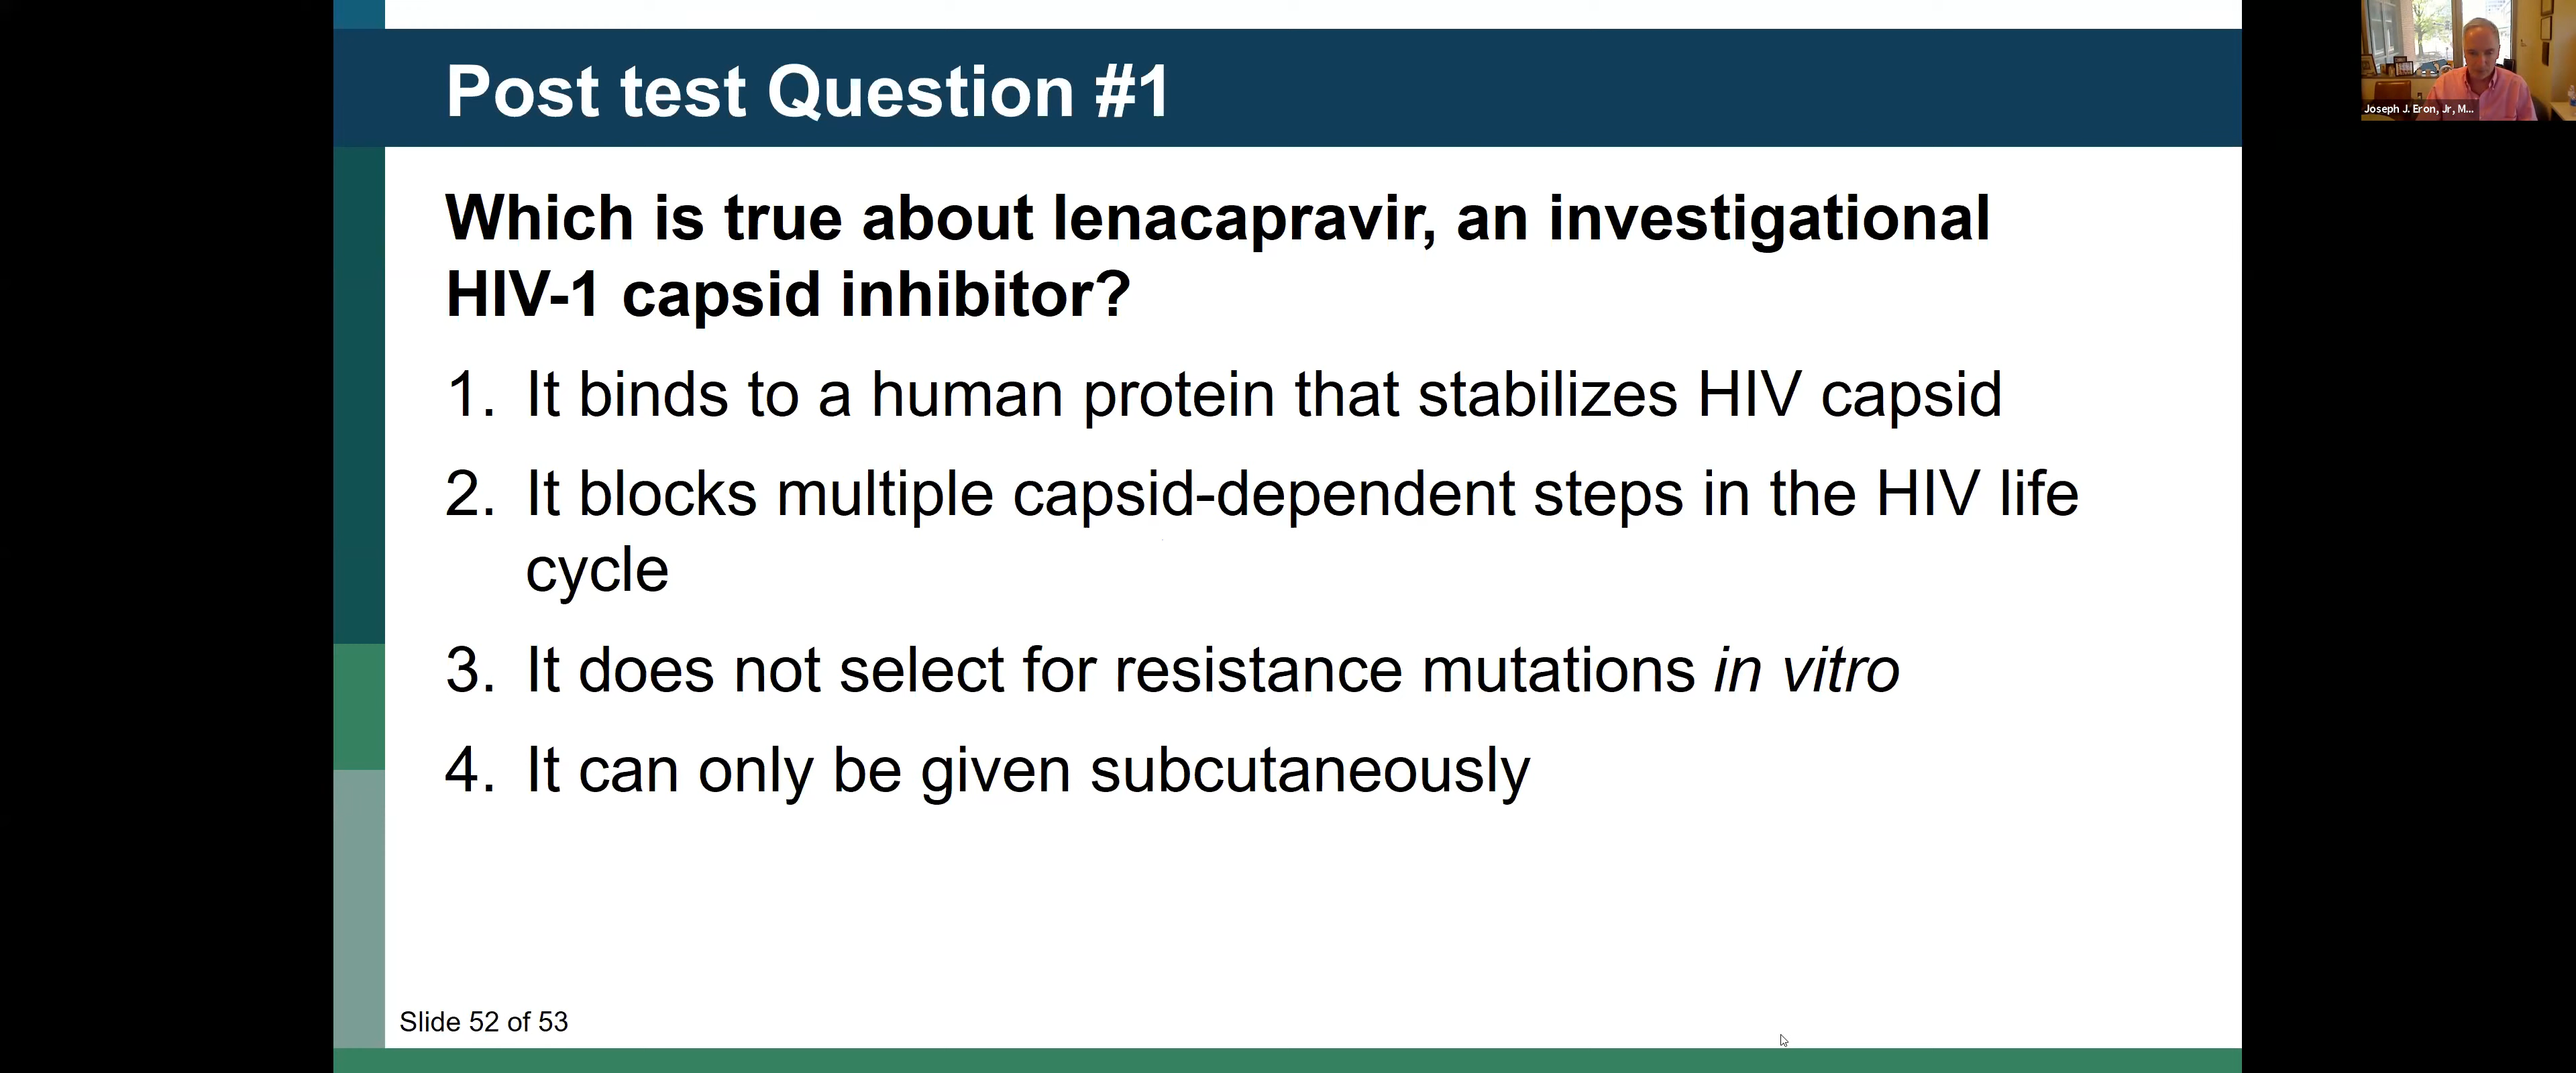 Post test Question #1
Joseph J. Eron, Jr, M...
Which is true about lenacapravir, an investigational
HIV-1 capsid inhibitor?
1. It binds to a human protein that stabilizes HIV capsid
2. It blocks multiple capsid-dependent steps in the HIV life
cycle
3. It does not select for resistance mutations in vitro
4. It can only be given subcutaneously
Slide 52 of 53